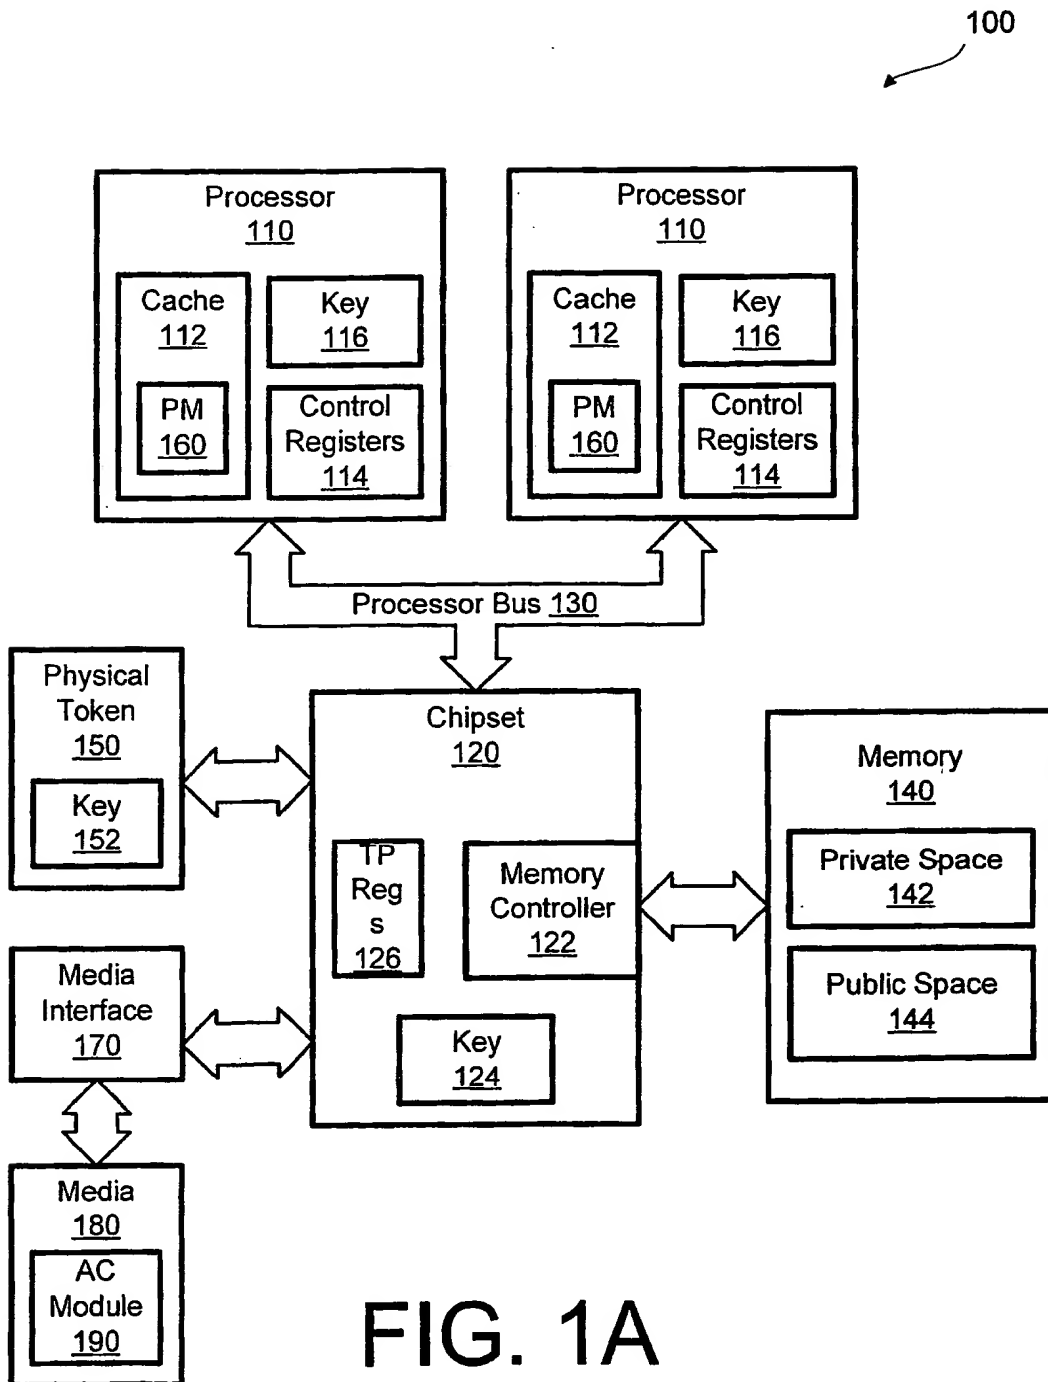 100
Processor
110
Cache
112
PM
160
Key
116
Control
Registers
114
Processor
110
Cache
112
PM
160
Key
116
Control
Registers
114
Processor Bus 130
Physical
Token
150
Key
152
Chipset
120
TP
Reg
s
126
Memory
Controller
122
Key
124
Memory
140
Private Space
142
Public Space
144
Media
Interface
170
Media
180
AC
Module
190
FIG. 1A